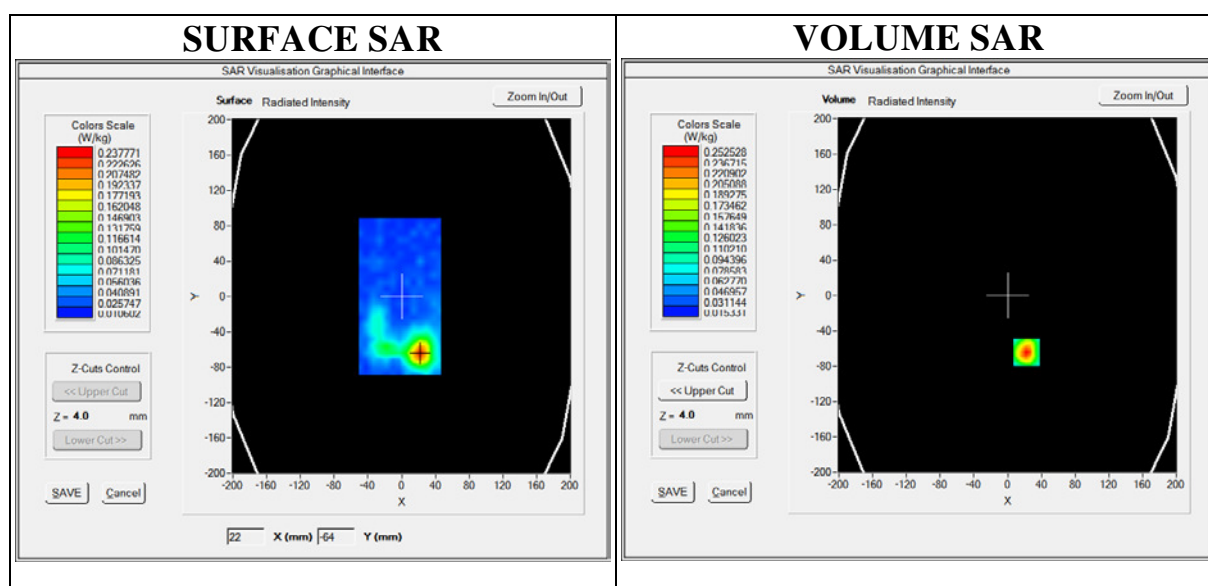 SURFACE SAR
SAR Visualisation Graphical Interface
Surface Radiated Intensity
Zoom In/Out
Colors Scale
(W/kg)
0.237771
0.222626
0.207482
0.192337
0.177193
0.162048
0.146903
0.131759
0.116614
0.101470
0.086325
0.071181
0.056036
0.040891
0.025747
0.010602
Z-Cuts Control
<< Upper Cut
Z = 4.0 mm
Lower Cut >>
SAVE Cancel
200
160
120
80
40
0
-40
-80
-120
-160
-200
Y
-200 -160 -120 -80 -40 0 40 80 120 160 200
X
22 X (mm) -64 Y (mm)
VOLUME SAR
SAR Visualisation Graphical Interface
Volume Radiated Intensity
Zoom In/Out
Colors Scale
(W/kg)
0.252528
0.236715
0.220902
0.205088
0.189275
0.173462
0.157649
0.141836
0.126023
0.110210
0.094396
0.078583
0.062770
0.046957
0.031144
0.015331
Z-Cuts Control
<< Upper Cut
Z = 4.0 mm
Lower Cut >>
SAVE Cancel
200
160
120
80
40
0
-40
-80
-120
-160
-200
Y
-200 -160 -120 -80 -40 0 40 80 120 160 200
X